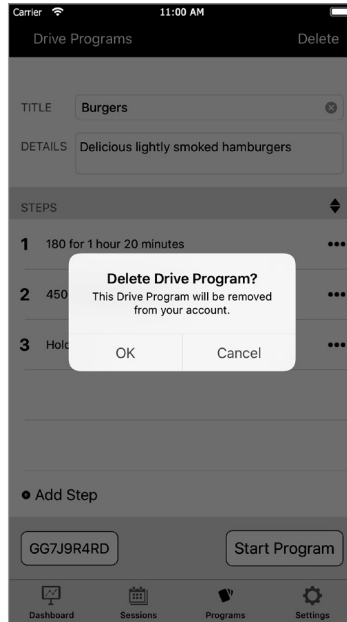 Carrier 11:00 AM
Drive Programs Delete
TITLE Burgers
DETAILS Delicious lightly smoked hamburgers
STEPS
1 180 for 1 hour 20 minutes
2 450
3 Hold
Delete Drive Program?
This Drive Program will be removed
from your account.
OK Cancel
Add Step
GG7J9R4RD Start Program
Dashboard Sessions Programs Settings